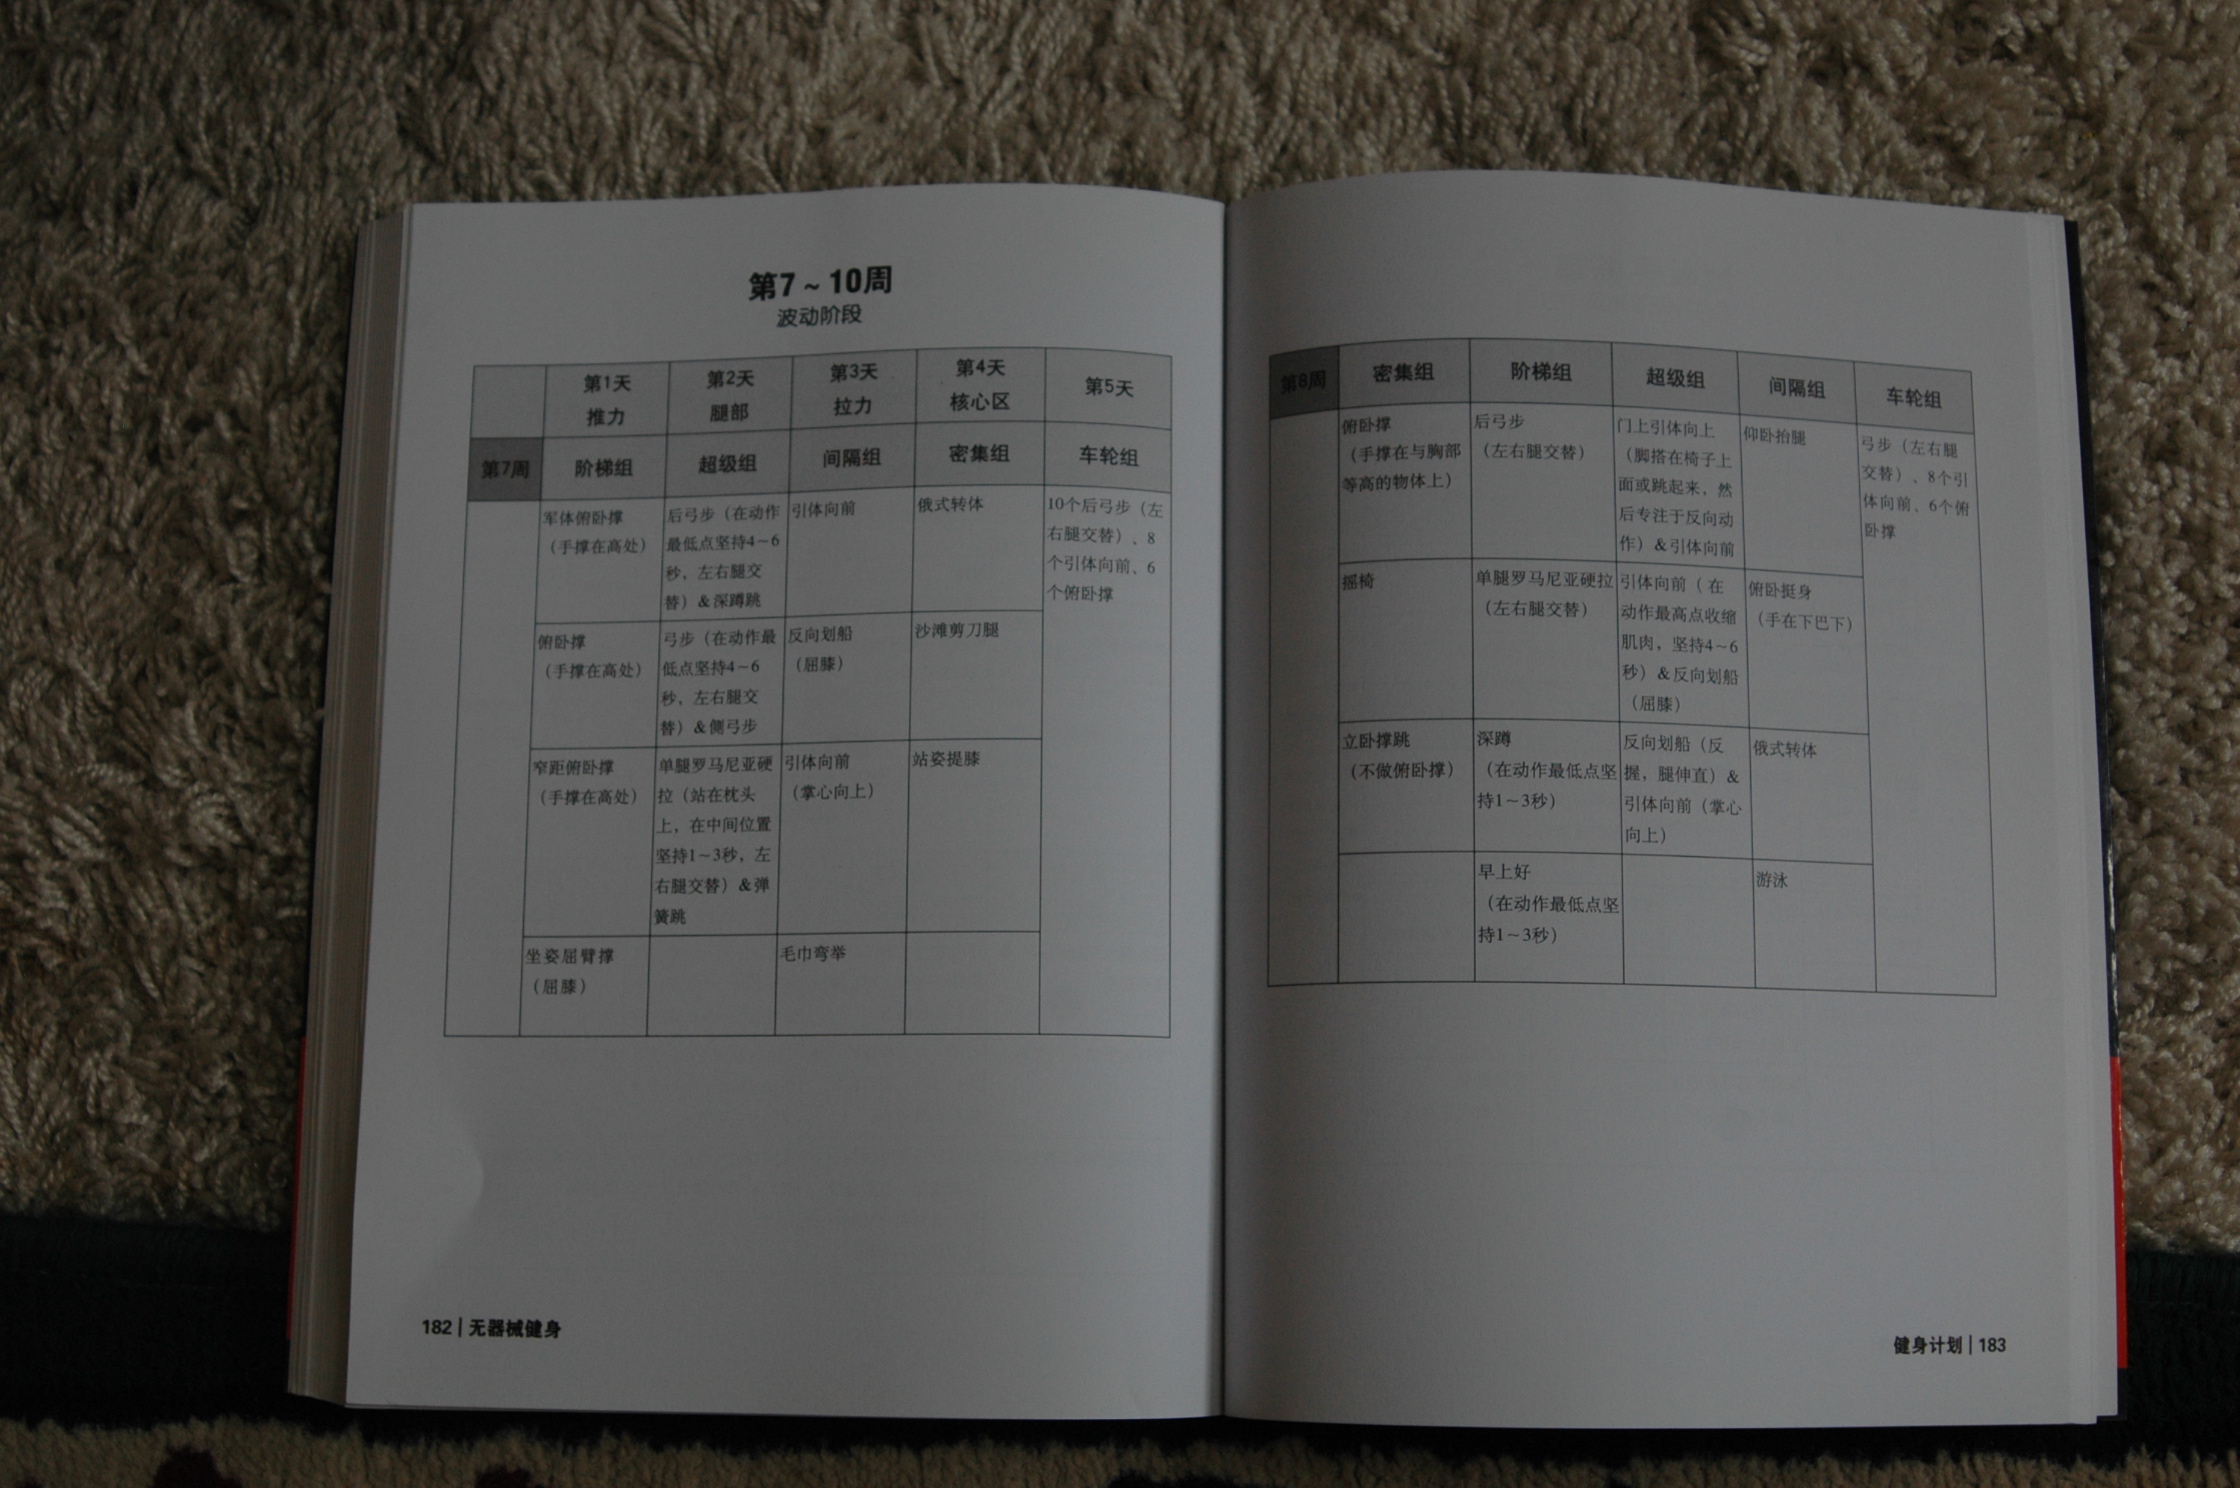 第7～10周
波动阶段
第1天
推力
第2天
腿部
第3天
拉力
第4天
核心区
第5天
第7周
阶梯组
超级组
间隔组
密集组
车轮组
军体俯卧撑
（手撑在高处）
后弓步（在动作
最低点坚持4～6
秒，左右腿交
替）＆深蹲跳
引体向前
俄式转体
10个后弓步（左
右腿交替）、8
个引体向前、6
个俯卧撑
俯卧撑
（手撑在高处）
弓步（在动作最
低点坚持4～6
秒，左右腿交
替）＆侧弓步
反向划船
（屈膝）
沙滩剪刀腿
窄距俯卧撑
（手撑在高处）
单腿罗马尼亚硬
拉（站在枕头
上，在中间位置
坚持1～3秒，左
右腿交替）＆弹
簧跳
引体向前
（掌心向上）
站姿提膝
坐姿屈臂撑
（屈膝）
毛巾弯举
182 | 无器械健身
第8周
密集组
阶梯组
超级组
间隔组
车轮组
俯卧撑
（手撑在与胸部
等高的物体上）
后弓步
（左右腿交替）
门上引体向上
（脚搭在椅子上
面或跳起来，然
后专注于反向动
作）＆引体向前
仰卧抬腿
弓步（左右腿
交替）、8个引
体向前、6个俯
卧撑
摇椅
单腿罗马尼亚硬拉
（左右腿交替）
引体向前（在
动作最高点收缩
肌肉，坚持4～6
秒）＆反向划船
（屈膝）
俯卧挺身
（手在下巴下）
立卧撑跳
（不做俯卧撑）
深蹲
（在动作最低点坚
持1～3秒）
反向划船（反
握，腿伸直）＆
引体向前（掌心
向上）
俄式转体
早上好
（在动作最低点坚
持1～3秒）
游泳
健身计划 | 183